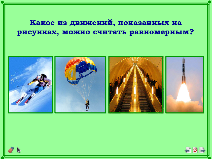 Какое из движений, показанных на
рисунках, можно считать равномерным?